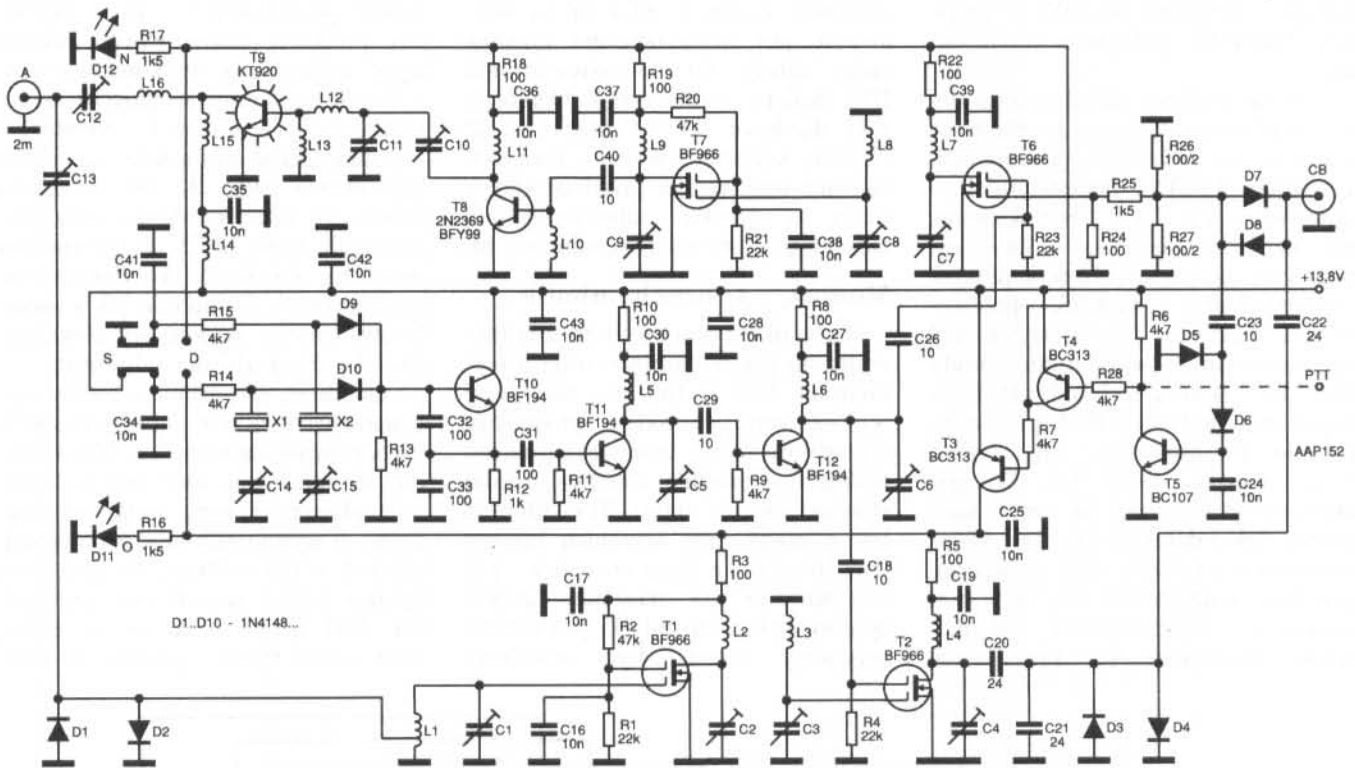 A
2m
D12
N
R17
1k5
C12
L16
T9
KT920
L12
L15
L13
C11
C10
C13
C35
10n
L14
C41
10n
C42
10n
R18
100
C36
10n
C37
10n
L11
R19
100
L9
R20
47k
T7
BF966
C40
10
T8
2N2369
BFY99
L10
C9
R21
22k
C38
10n
L8
C8
R22
100
C39
10n
L7
T6
BF966
C7
R23
22k
R24
100
R25
1k5
R26
100/2
R27
100/2
D7
D8
CB
+13,8V
S
D
R15
4k7
R14
4k7
D9
D10
C34
10n
X1
X2
C14
C15
R13
4k7
C32
100
C33
100
T10
BF194
C31
100
R12
1k
R11
4k7
C43
10n
R10
100
C30
10n
L5
T11
BF194
C29
10
C5
R9
4k7
C28
10n
R8
100
C27
10n
L6
T12
BF194
C26
10
C6
T3
BC313
T4
BC313
R7
4k7
R28
4k7
R6
4k7
D5
C23
10
C22
24
PTT
D6
T5
BC107
C24
10n
AAP152
D11
O
R16
1k5
C25
10n
D1..D10 - 1N4148...
C17
10n
R3
100
R2
47k
T1
BF966
L2
L3
C18
10
R5
100
C19
10n
L4
T2
BF966
C20
24
D1
D2
L1
C1
C16
10n
R1
22k
C2
C3
R4
22k
C4
C21
24
D3
D4